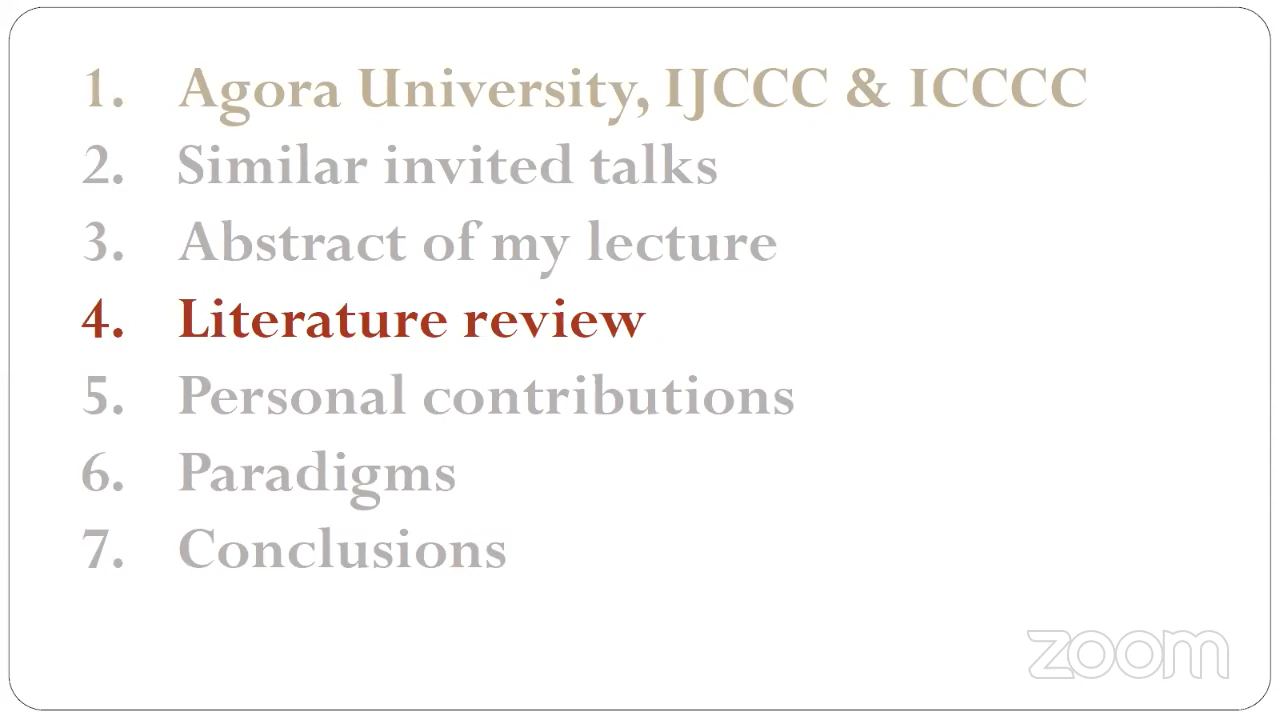 1. Agora University, IJCCC & ICCCC
2. Similar invited talks
3. Abstract of my lecture
4. Literature review
5. Personal contributions
6. Paradigms
7. Conclusions
zoom